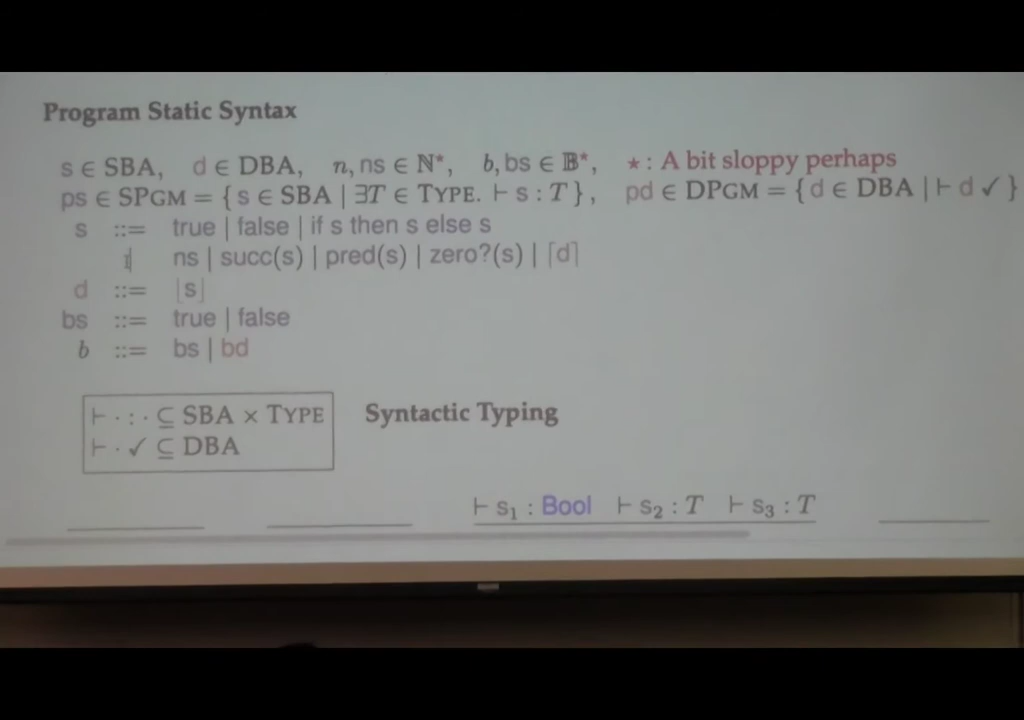 Program Static Syntax
s ∈ SBA, d ∈ DBA, n, ns ∈ ℕ*, b, bs ∈ 𝔹*, ⋆ : A bit sloppy perhaps
ps ∈ SPGM = { s ∈ SBA | ∃T ∈ TYPE. ⊢ s : T }, pd ∈ DPGM = { d ∈ DBA | ⊢ d ✓ }
s ::= true | false | if s then s else s
| ns | succ(s) | pred(s) | zero?(s) | ⌈d⌉
d ::= ⌊s⌋
bs ::= true | false
b ::= bs | bd
⊢ · : · ⊆ SBA × TYPE Syntactic Typing
⊢ · ✓ ⊆ DBA
⊢ s₁ : Bool ⊢ s₂ : T ⊢ s₃ : T